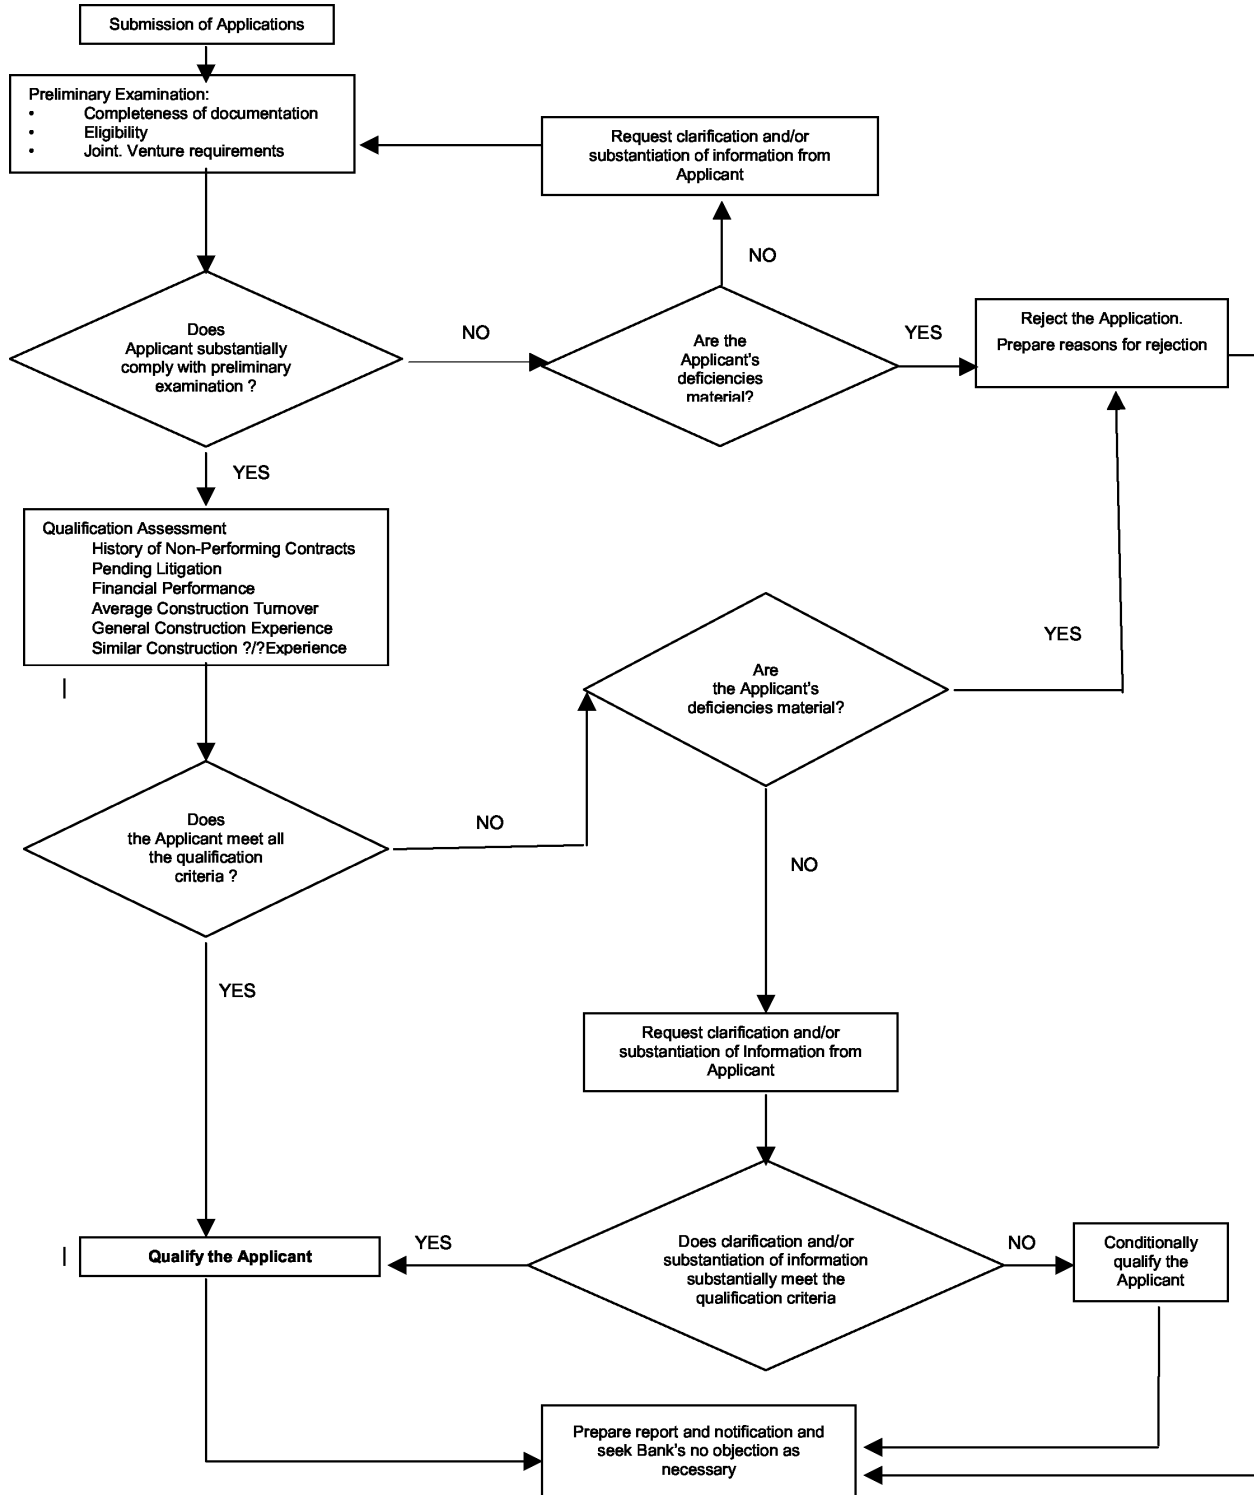 Submission of Applications
Preliminary Examination:
• Completeness of documentation
• Eligibility
• Joint. Venture requirements
Request clarification and/or
substantiation of information from
Applicant
NO
Does
Applicant substantially
comply with preliminary
examination ?
NO
Are the
Applicant's
deficiencies
material?
YES
Reject the Application.
Prepare reasons for rejection
YES
Qualification Assessment
History of Non-Performing Contracts
Pending Litigation
Financial Performance
Average Construction Turnover
General Construction Experience
Similar Construction ?/?Experience
Are
the Applicant's
deficiencies material?
YES
Does
the Applicant meet all
the qualification
criteria ?
NO
NO
YES
Request clarification and/or
substantiation of Information from
Applicant
Qualify the Applicant
YES
Does clarification and/or
substantiation of information
substantially meet the
qualification criteria
NO
Conditionally
qualify the
Applicant
Prepare report and notification and
seek Bank's no objection as
necessary